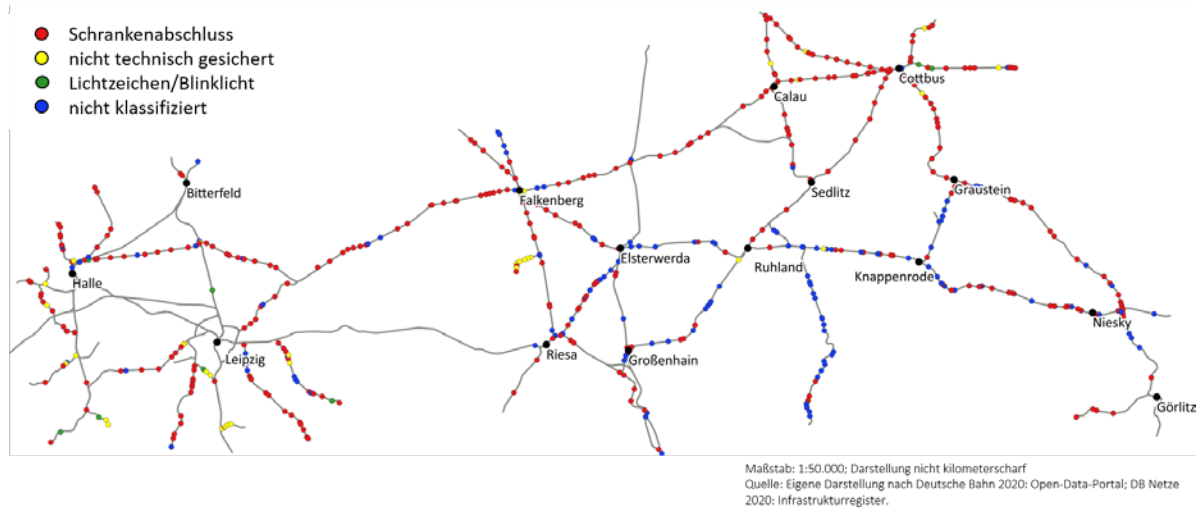 Schrankenabschluss
nicht technisch gesichert
Lichtzeichen/Blinklicht
nicht klassifiziert
Cottbus
Calau
Bitterfeld
Sedlitz
Graustein
Falkenberg
Halle
Elsterwerda
Ruhland
Knappenrode
Niesky
Leipzig
Riesa
Großenhain
Görlitz
Maßstab: 1:50.000; Darstellung nicht kilometerscharf
Quelle: Eigene Darstellung nach Deutsche Bahn 2020: Open-Data-Portal; DB Netze
2020: Infrastrukturregister.